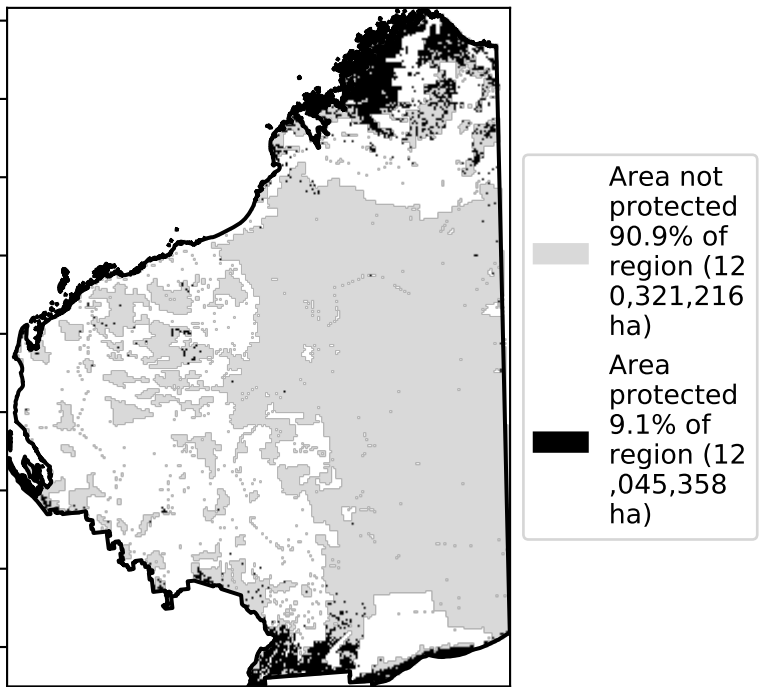 Area not
protected
90.9% of
region (12
0,321,216
ha)
Area
protected
9.1% of
region (12
,045,358
ha)